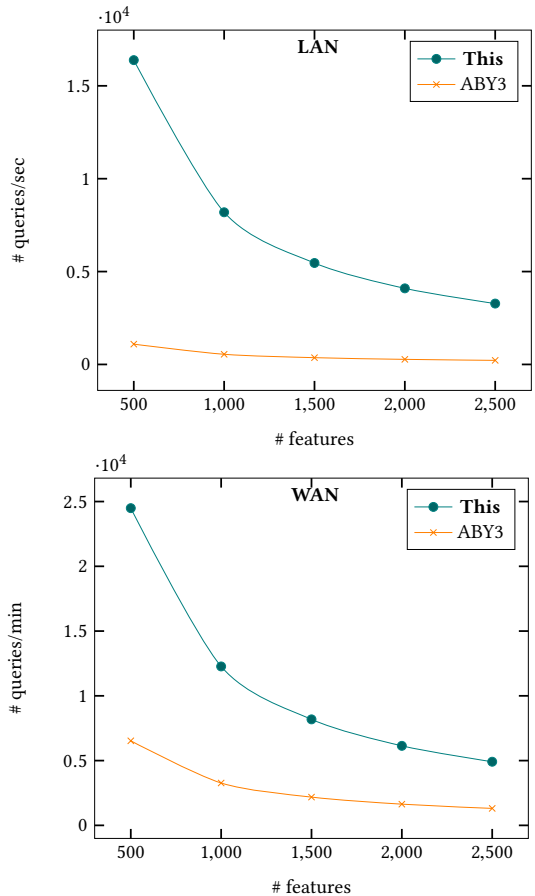 ·10⁴
LAN
This
ABY3
1.5
1
0.5
0
# queries/sec
500 1,000 1,500 2,000 2,500
# features
·10⁴
WAN
This
ABY3
2.5
2
1.5
1
0.5
0
# queries/min
500 1,000 1,500 2,000 2,500
# features